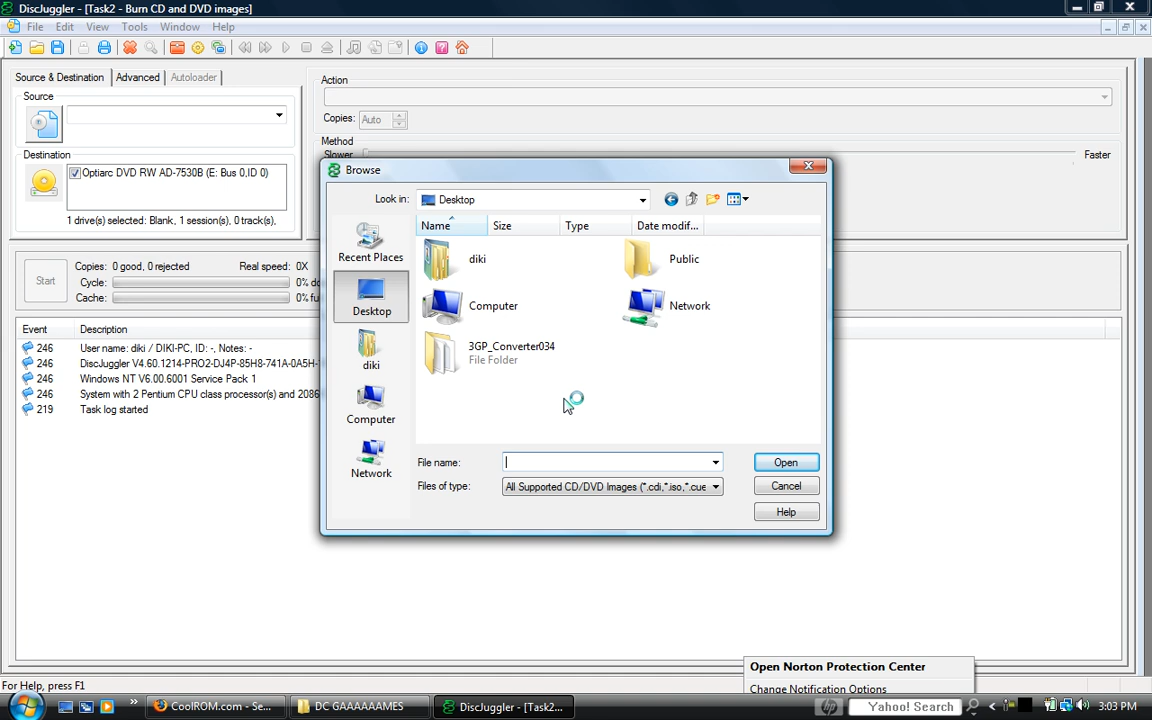 DiscJuggler - [Task2 - Burn CD and DVD images]
File Edit View Tools Window Help
Source & Destination Advanced Autoloader
Source
Destination
Optiarc DVD RW AD-7530B (E: Bus 0,ID 0)
1 drive(s) selected: Blank, 1 session(s), 0 track(s),
Action
Copies: Auto
Method
Slower Faster
Start
Copies: 0 good, 0 rejected Real speed: 0X
Cycle: 0% do
Cache: 0% fu
Event Description
246 User name: diki / DIKI-PC, ID: -, Notes: -
246 DiscJuggler V4.60.1214-PRO2-DJ4P-85H8-741A-0A5H-
246 Windows NT V6.00.6001 Service Pack 1
246 System with 2 Pentium CPU class processor(s) and 2086
219 Task log started
Browse
Look in: Desktop
Name Size Type Date modif...
Recent Places
Desktop
diki
Computer
Network
diki Public
Computer Network
3GP_Converter034
File Folder
File name: Open
Files of type: All Supported CD/DVD Images (*.cdi,*.iso,*.cue Cancel
Help
Open Norton Protection Center
Change Notification Options
For Help, press F1
CoolROM.com - Se... DC GAAAAAAMES DiscJuggler - [Task2... hp Yahoo! Search 3:03 PM